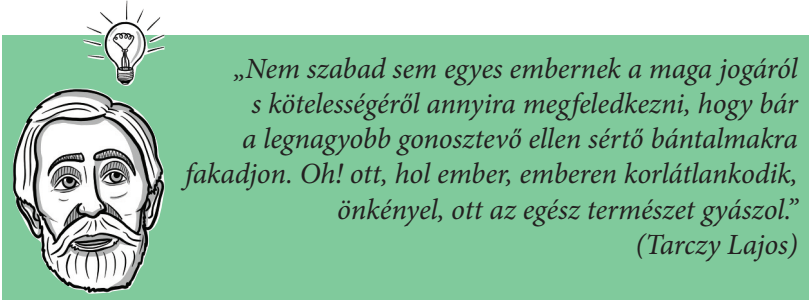 „Nem szabad sem egyes embernek a maga jogáról
s kötelességéről annyira megfeledkezni, hogy bár
a legnagyobb gonosztevő ellen sértő bántalmakra
fakadjon. Oh! ott, hol ember, emberen korlátlankodik,
önkényel, ott az egész természet gyászol.”
(Tarczy Lajos)